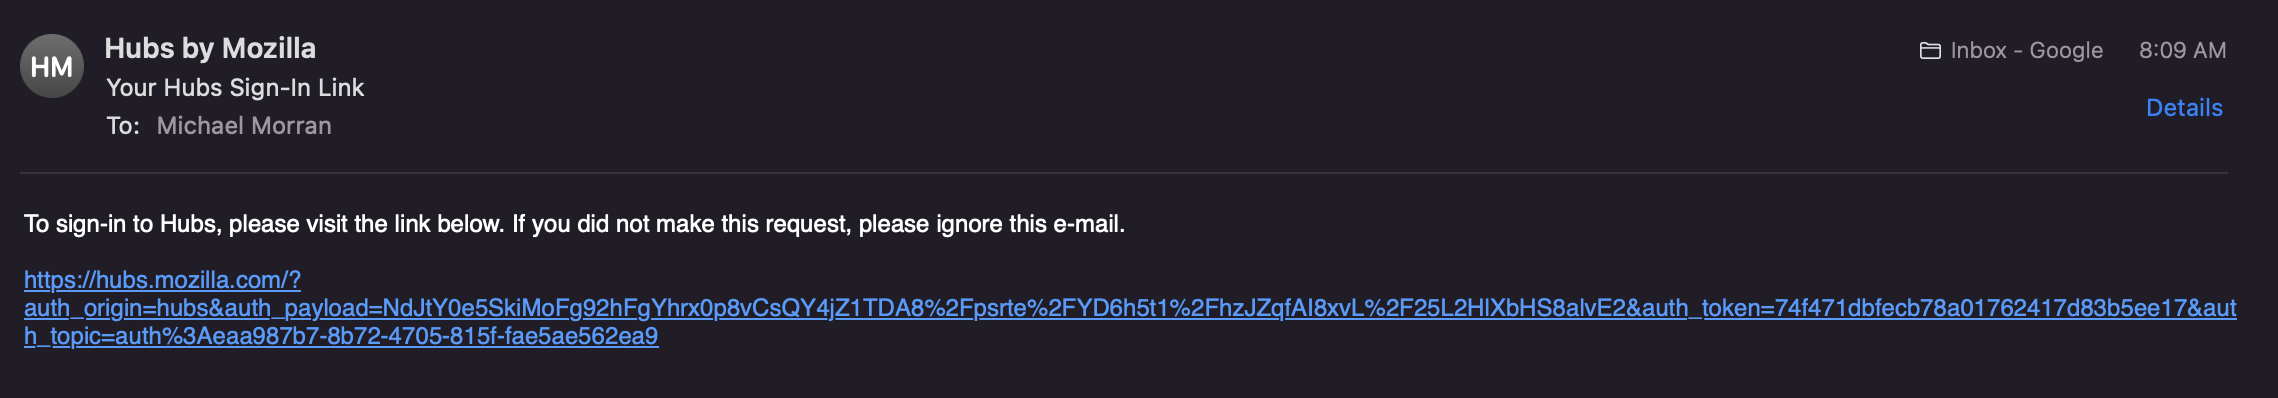 HM
Hubs by Mozilla
Inbox - Google 8:09 AM
Your Hubs Sign-In Link
Details
To: Michael Morran
To sign-in to Hubs, please visit the link below. If you did not make this request, please ignore this e-mail.
https://hubs.mozilla.com/?
auth_origin=hubs&auth_payload=NdJtY0e5SkiMoFg92hFgYhrx0p8vCsQY4jZ1TDA8%2Fpsrte%2FYD6h5t1%2FhzJZqfAI8xvL%2F25L2HlXbHS8alvE2&auth_token=74f471dbfecb78a01762417d83b5ee17&aut
h_topic=auth%3Aeaa987b7-8b72-4705-815f-fae5ae562ea9